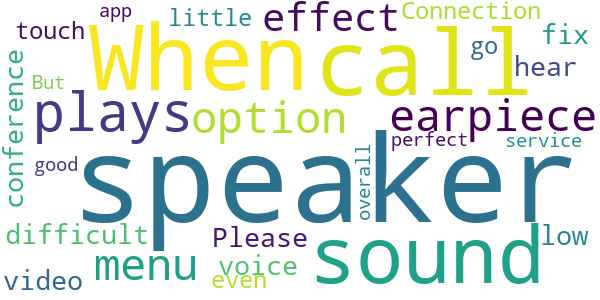 app
touch
little
effect
Connection
When
call
go
fix
hear
But
plays
option
earpiece
conference
good
speaker
perfect
service
overall
difficult
Please
sound
low
menu
voice
video
even